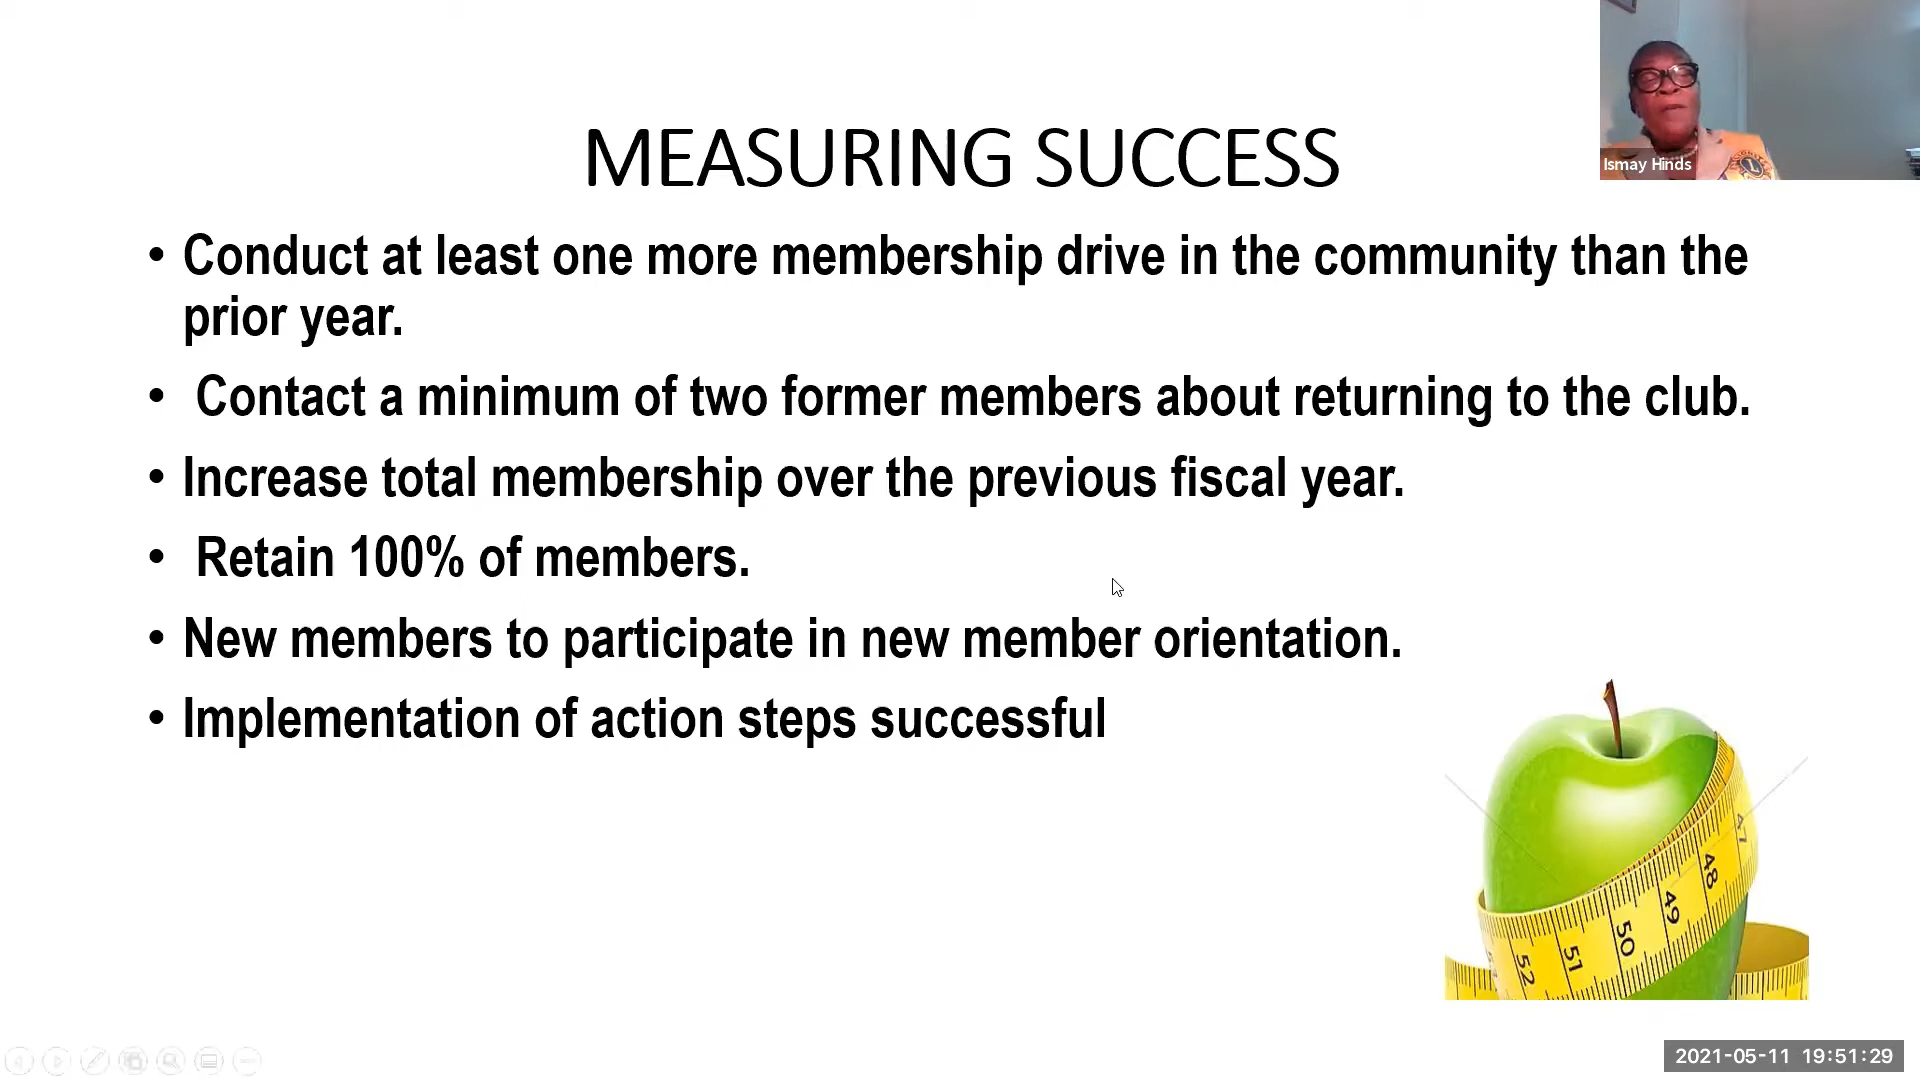 MEASURING SUCCESS
Ismay Hinds
• Conduct at least one more membership drive in the community than the
prior year.
• Contact a minimum of two former members about returning to the club.
• Increase total membership over the previous fiscal year.
• Retain 100% of members.
• New members to participate in new member orientation.
• Implementation of action steps successful
47
48
49
50
51
52
2021-05-11 19:51:29